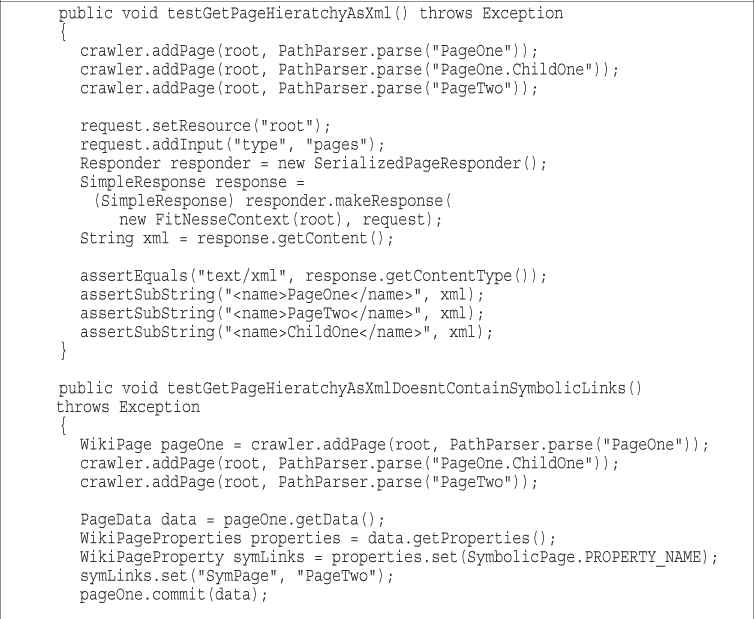 public void testGetPageHieratchyAsXml() throws Exception
{
crawler.addPage(root, PathParser.parse("PageOne"));
crawler.addPage(root, PathParser.parse("PageOne.ChildOne"));
crawler.addPage(root, PathParser.parse("PageTwo"));
request.setResource("root");
request.addInput("type", "pages");
Responder responder = new SerializedPageResponder();
SimpleResponse response =
(SimpleResponse) responder.makeResponse(
new FitNesseContext(root), request);
String xml = response.getContent();
assertEquals("text/xml", response.getContentType());
assertSubString("<name>PageOne</name>", xml);
assertSubString("<name>PageTwo</name>", xml);
assertSubString("<name>ChildOne</name>", xml);
}
public void testGetPageHieratchyAsXmlDoesntContainSymbolicLinks()
throws Exception
{
WikiPage pageOne = crawler.addPage(root, PathParser.parse("PageOne"));
crawler.addPage(root, PathParser.parse("PageOne.ChildOne"));
crawler.addPage(root, PathParser.parse("PageTwo"));
PageData data = pageOne.getData();
WikiPageProperties properties = data.getProperties();
WikiPageProperty symLinks = properties.set(SymbolicPage.PROPERTY_NAME);
symLinks.set("SymPage", "PageTwo");
pageOne.commit(data);